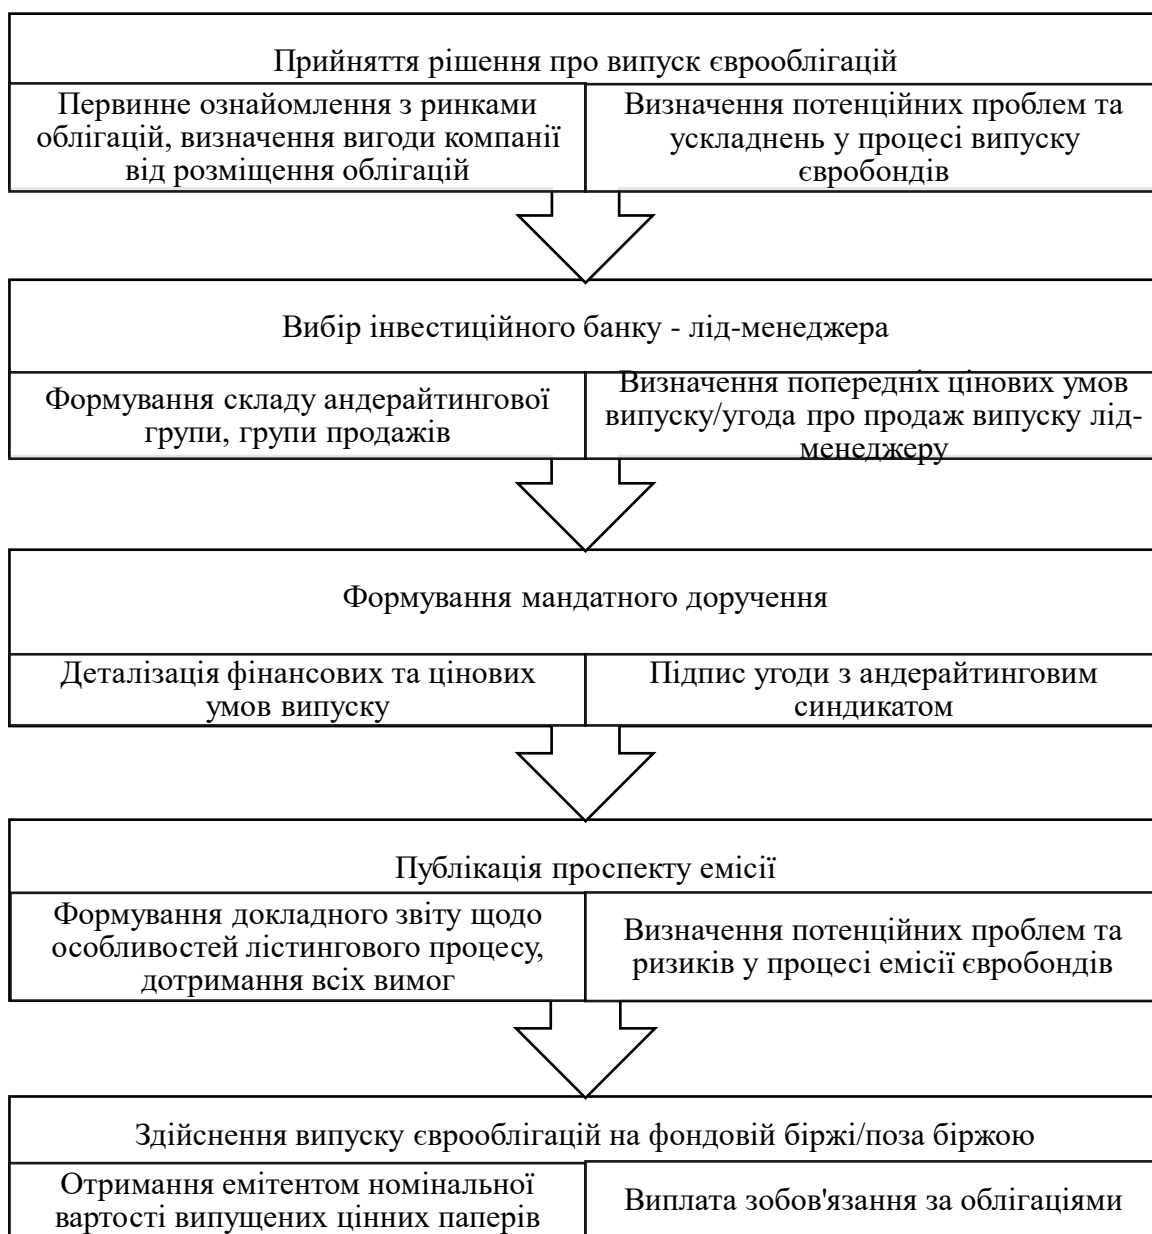 Прийняття рішення про випуск єврооблігацій
Первинне ознайомлення з ринками
облігацій, визначення вигоди компанії
від розміщення облігацій
Визначення потенційних проблем та
ускладнень у процесі випуску
євробондів
Вибір інвестиційного банку - лід-менеджера
Формування складу андерайтингової
групи, групи продажів
Визначення попередніх цінових умов
випуску/угода про продаж випуску лід-
менеджеру
Формування мандатного доручення
Деталізація фінансових та цінових
умов випуску
Підпис угоди з андерайтинговим
синдикатом
Публікація проспекту емісії
Формування докладного звіту щодо
особливостей лістингового процесу,
дотримання всіх вимог
Визначення потенційних проблем та
ризиків у процесі емісії євробондів
Здійснення випуску єврооблігацій на фондовій біржі/поза біржою
Отримання емітентом номінальної
вартості випущених цінних паперів
Виплата зобов'язання за облігаціями